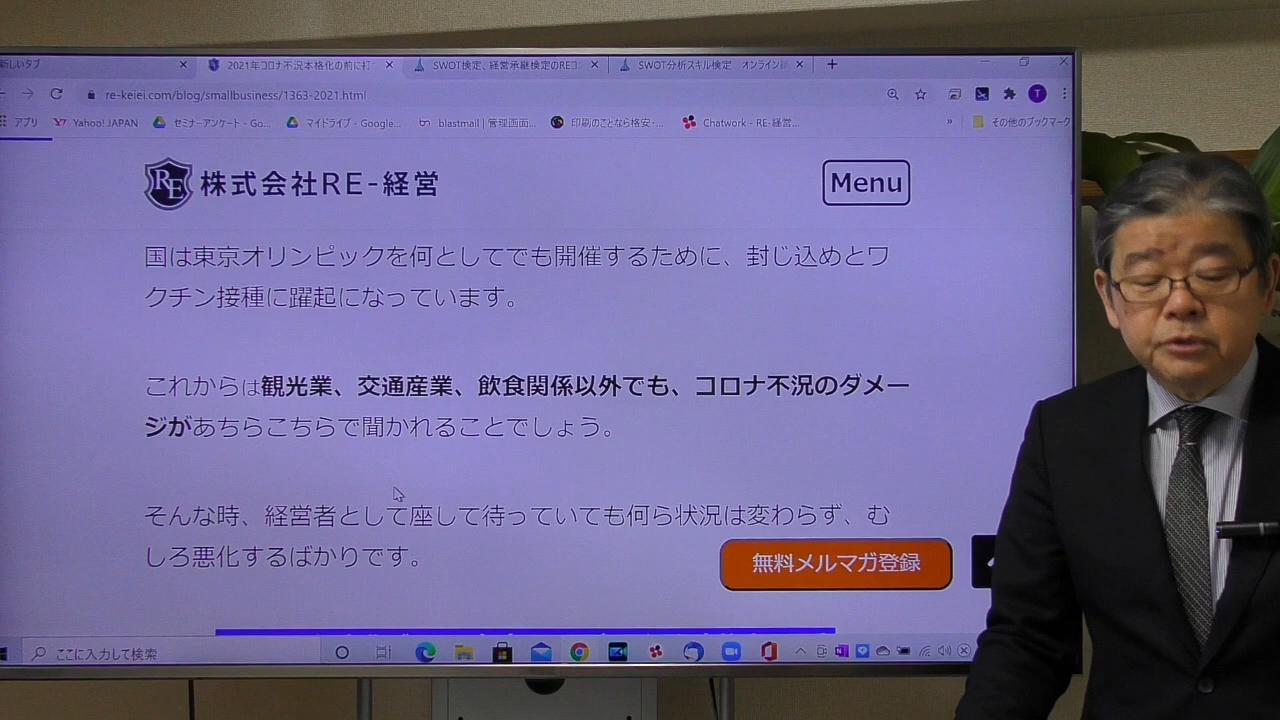 新しいタブ
2021年コロナ不況本格化の前に打
SWOT検定、経営承継検定のREコン
SWOT分析スキル検定 オンライン
re-keiei.com/blog/smallbusiness/1363-2021.html
T
アプリ
Yahoo! JAPAN
セミナーアンケート - Go...
マイドライブ - Google...
blastmail | 管理画面...
印刷のことなら格安・...
Chatwork - RE-経営...
»
その他のブックマーク
RE
株式会社RE-経営
Menu
国は東京オリンピックを何としてでも開催するために、封じ込めとワ
クチン接種に躍起になっています。
これからは観光業、交通産業、飲食関係以外でも、コロナ不況のダメー
ジがあちらこちらで聞かれることでしょう。
そんな時、経営者として座して待っていても何ら状況は変わらず、む
しろ悪化するばかりです。
無料メルマガ登録
ここに入力して検索